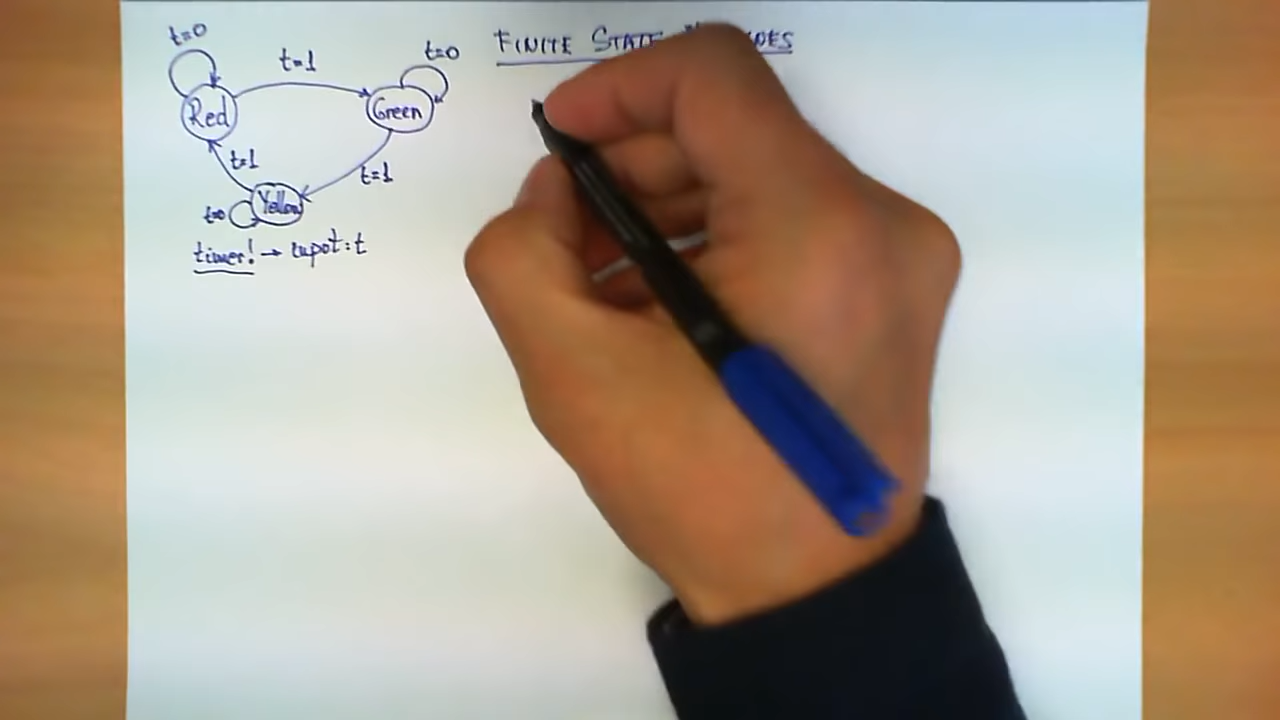 FINITE STATE
t=0
t=1
t=0
Red
Green
t=1
t=1
t=0
Yellow
timer! → input: t